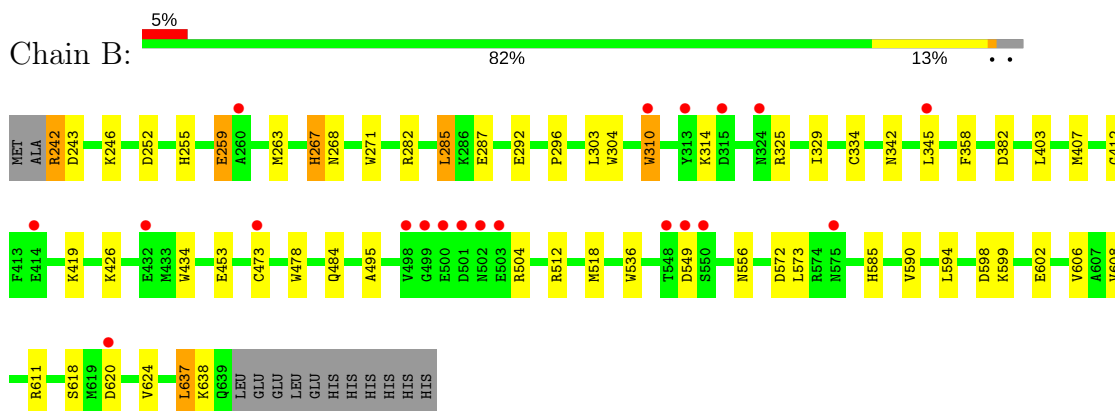 5%
Chain B:
82% 13% • •
MET ALA R242 D243 K246 D252 H255 E259 A260 M263 H267 N268 W271 R282 L285 K286 E287 E292 P296 L303 W304 W310 Y313 K314 D315 N324 R325 I329 C334 N342 L345 F358 D382 L403 M407 G412
F413 E414 K419 K426 E432 M433 W434 E453 C473 W478 Q484 A495 V498 G499 E500 D501 N502 E503 R504 R512 M518 W536 T548 D549 S550 N556 D572 L573 R574 N575 H585 V590 L594 D598 K599 E602 V606 A607
R611 S618 M619 D620 V624 L637 K638 Q639 LEU GLU GLU LEU GLU HIS HIS HIS HIS HIS HIS